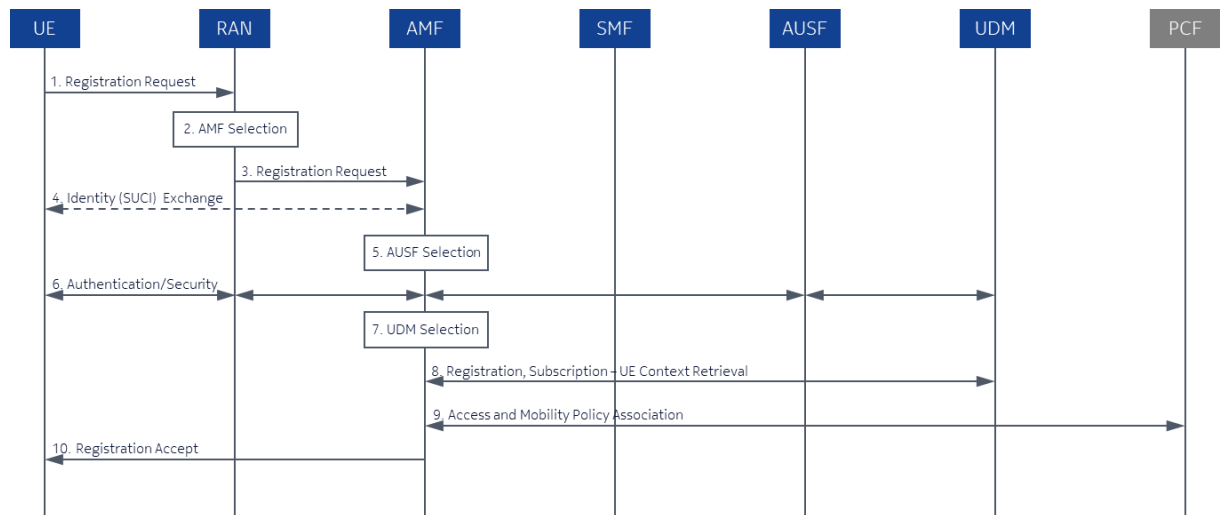 UE
RAN
AMF
SMF
AUSF
UDM
PCF
1. Registration Request
2. AMF Selection
3. Registration Request
4. Identity (SUCI) Exchange
5. AUSF Selection
6. Authentication/Security
7. UDM Selection
8. Registration, Subscription – UE Context Retrieval
9. Access and Mobility Policy Association
10. Registration Accept